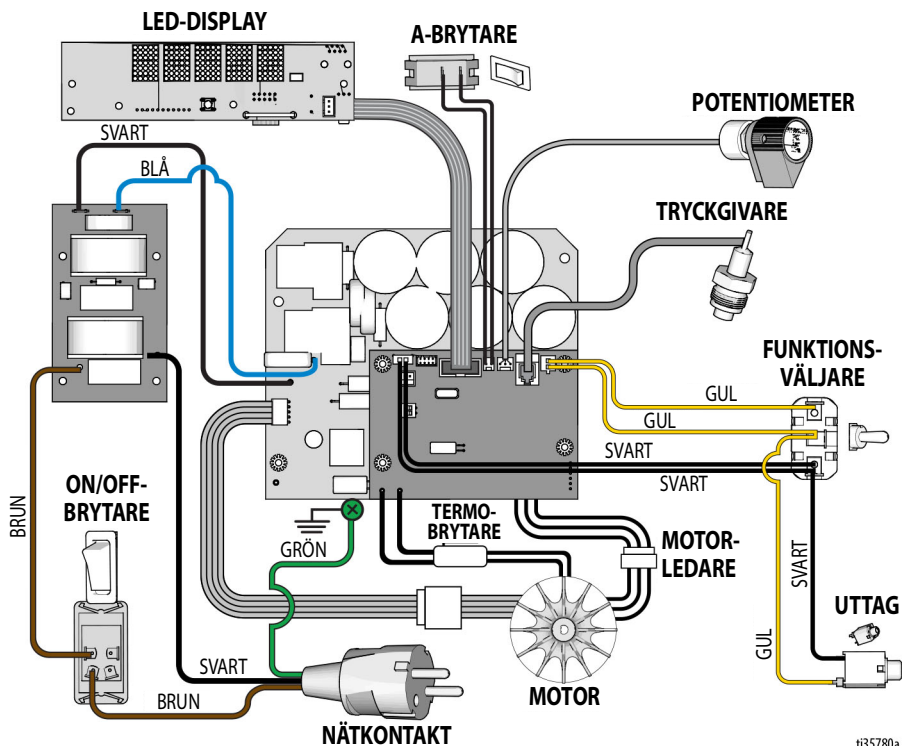 LED-DISPLAY
A-BRYTARE
POTENTIOMETER
SVART
BLÅ
TRYCKGIVARE
FUNKTIONS-
VÄLJARE
GUL
GUL
SVART
SVART
ON/OFF-
BRYTARE
BRUN
TERMO-
BRYTARE
GRÖN
MOTOR-
LEDARE
SVART
UTTAG
GUL
SVART
BRUN
MOTOR
NÄTKONTAKT
ti35780a